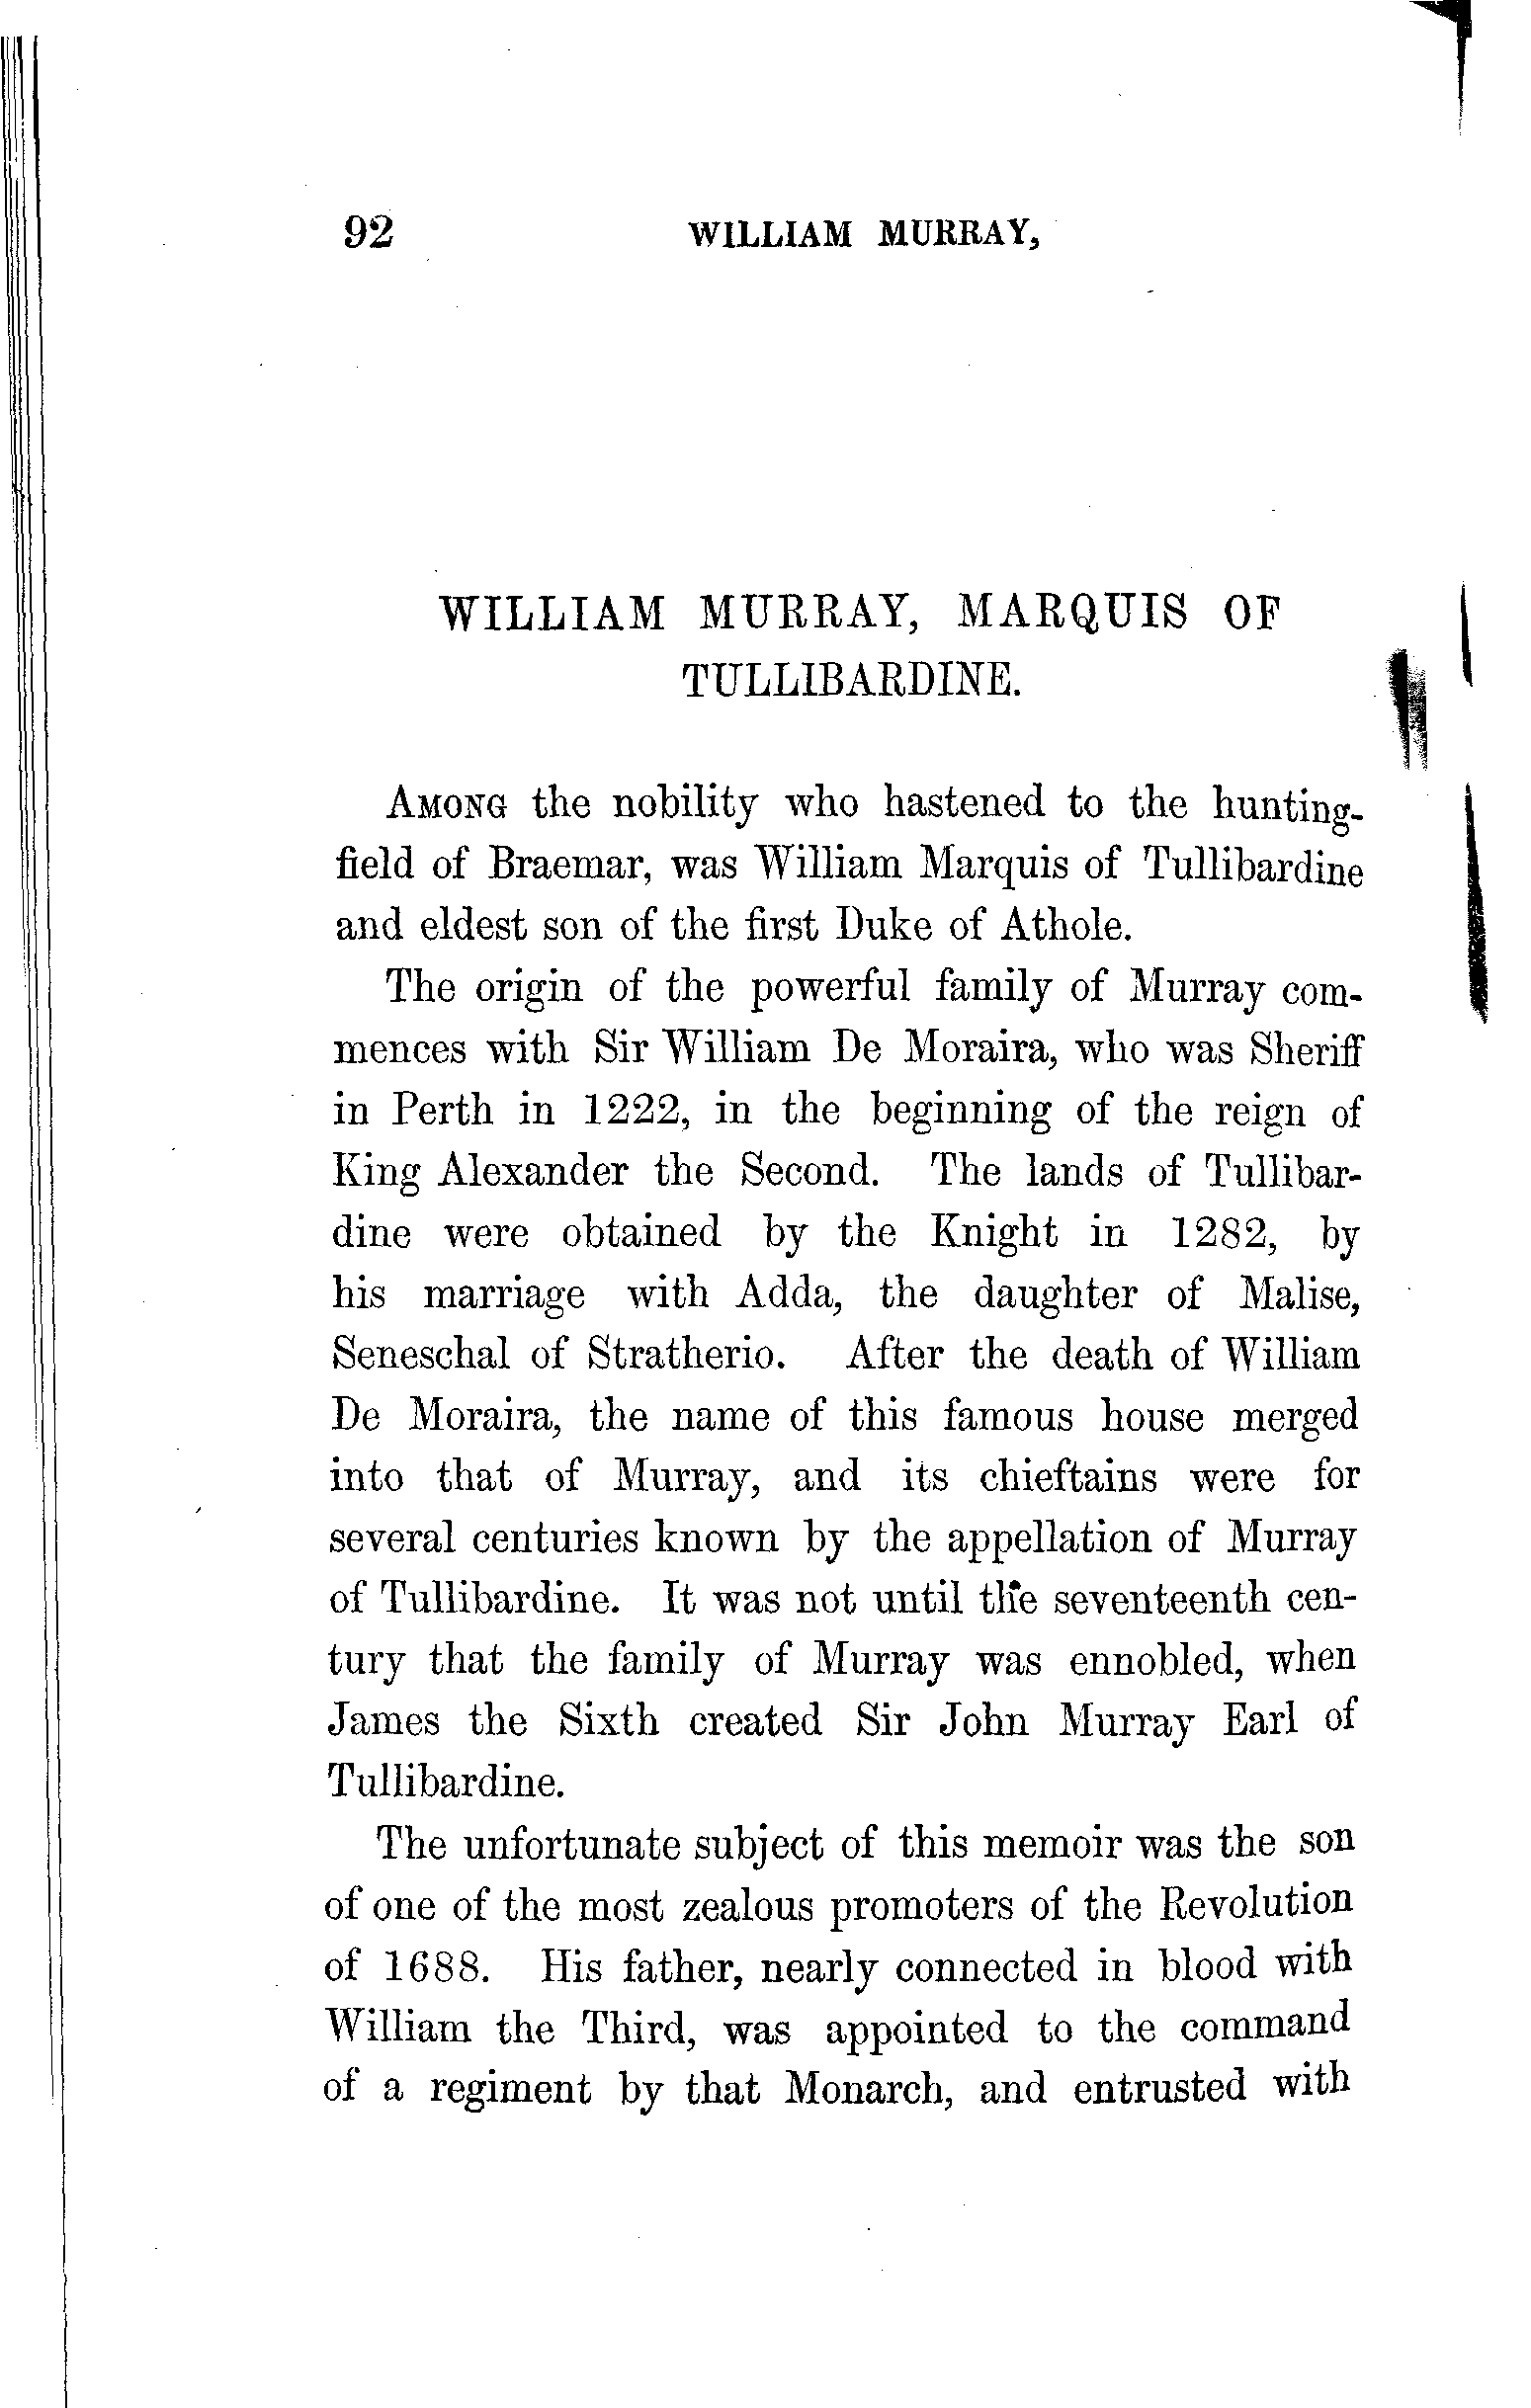 92 WILLIAM MURRAY,
WILLIAM MURRAY, MARQUIS OF
TULLIBARDINE.
AMONG the nobility who hastened to the hunting-
field of Braemar, was William Marquis of Tullibardine
and eldest son of the first Duke of Athole.
The origin of the powerful family of Murray com-
mences with Sir William De Moraira, who was Sheriff
in Perth in 1222, in the beginning of the reign of
King Alexander the Second. The lands of Tullibar-
dine were obtained by the Knight in 1282, by
his marriage with Adda, the daughter of Malise,
Seneschal of Stratherio. After the death of William
De Moraira, the name of this famous house merged
into that of Murray, and its chieftains were for
several centuries known by the appellation of Murray
of Tullibardine. It was not until the seventeenth cen-
tury that the family of Murray was ennobled, when
James the Sixth created Sir John Murray Earl of
Tullibardine.
The unfortunate subject of this memoir was the son
of one of the most zealous promoters of the Revolution
of 1688. His father, nearly connected in blood with
William the Third, was appointed to the command
of a regiment by that Monarch, and entrusted with